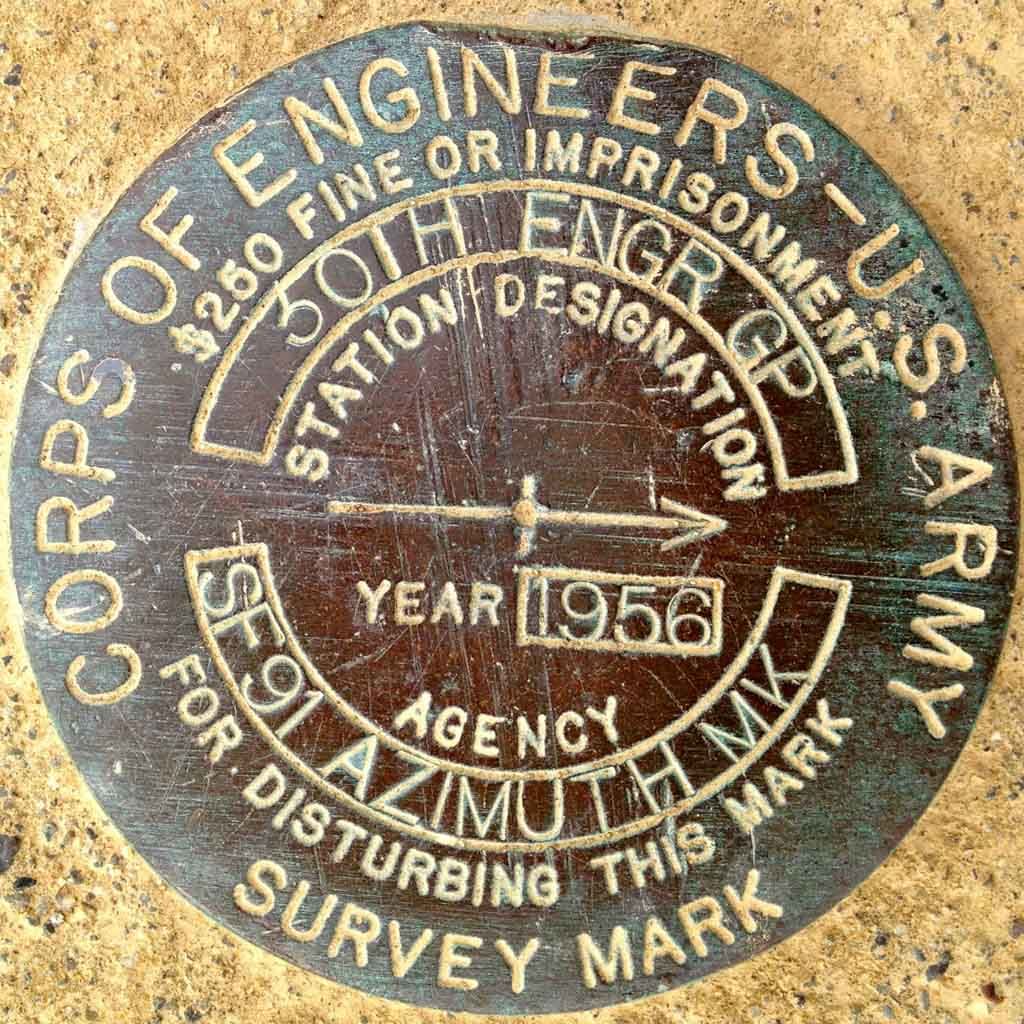 CORPS OF ENGINEERS-U.S. ARMY
$250 FINE OR IMPRISONMENT
30TH ENGR GP
STATION DESIGNATION
YEAR 1956
AGENCY
SF91 AZIMUTH MK
FOR DISTURBING THIS MARK
SURVEY MARK